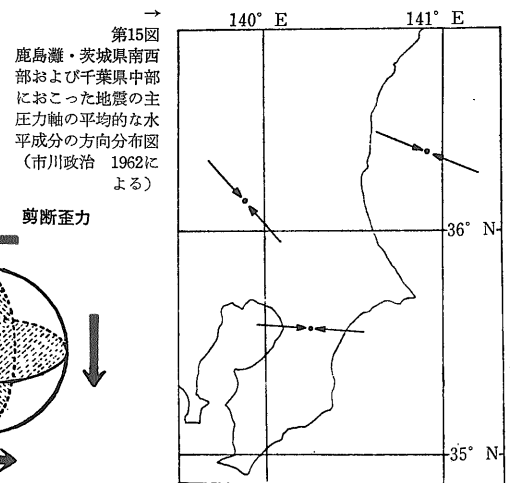 →
第15図
鹿島灘・茨城県南西
部および千葉県中部
におこった地震の主
圧力軸の平均的な水
平成分の方向分布図
（市川政治 1962に
よる）
剪断歪力
140° E
141° E
36° N
35° N